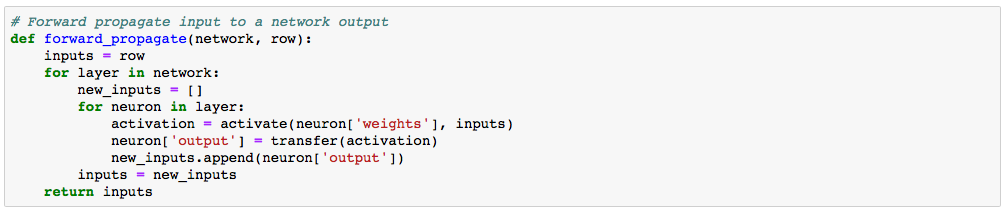 # Forward propagate input to a network output
def forward_propagate(network, row):
    inputs = row
    for layer in network:
        new_inputs = []
        for neuron in layer:
            activation = activate(neuron['weights'], inputs)
            neuron['output'] = transfer(activation)
            new_inputs.append(neuron['output'])
        inputs = new_inputs
    return inputs